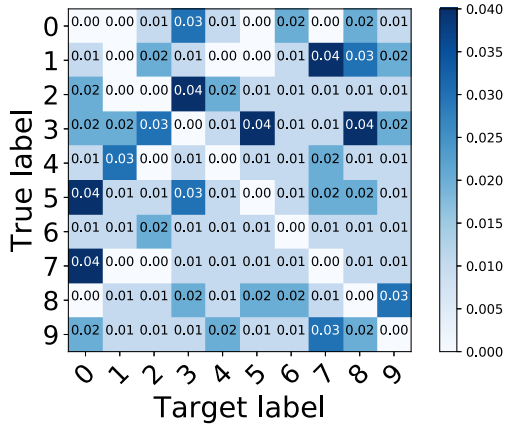 0 0.00 0.00 0.01 0.03 0.01 0.00 0.02 0.00 0.02 0.01
1 0.01 0.00 0.02 0.01 0.00 0.00 0.01 0.04 0.03 0.02
2 0.02 0.00 0.00 0.04 0.02 0.01 0.01 0.01 0.01 0.01
3 0.02 0.02 0.03 0.00 0.01 0.04 0.01 0.01 0.04 0.02
4 0.01 0.03 0.00 0.01 0.00 0.01 0.01 0.02 0.01 0.01
5 0.04 0.01 0.01 0.03 0.01 0.00 0.01 0.02 0.02 0.01
6 0.01 0.01 0.02 0.01 0.01 0.01 0.00 0.01 0.01 0.01
7 0.04 0.00 0.00 0.01 0.01 0.01 0.01 0.00 0.01 0.01
8 0.00 0.01 0.01 0.02 0.01 0.02 0.02 0.01 0.00 0.03
9 0.02 0.01 0.01 0.01 0.02 0.01 0.01 0.03 0.02 0.00
0 1 2 3 4 5 6 7 8 9
True label
Target label
0.040
0.035
0.030
0.025
0.020
0.015
0.010
0.005
0.000